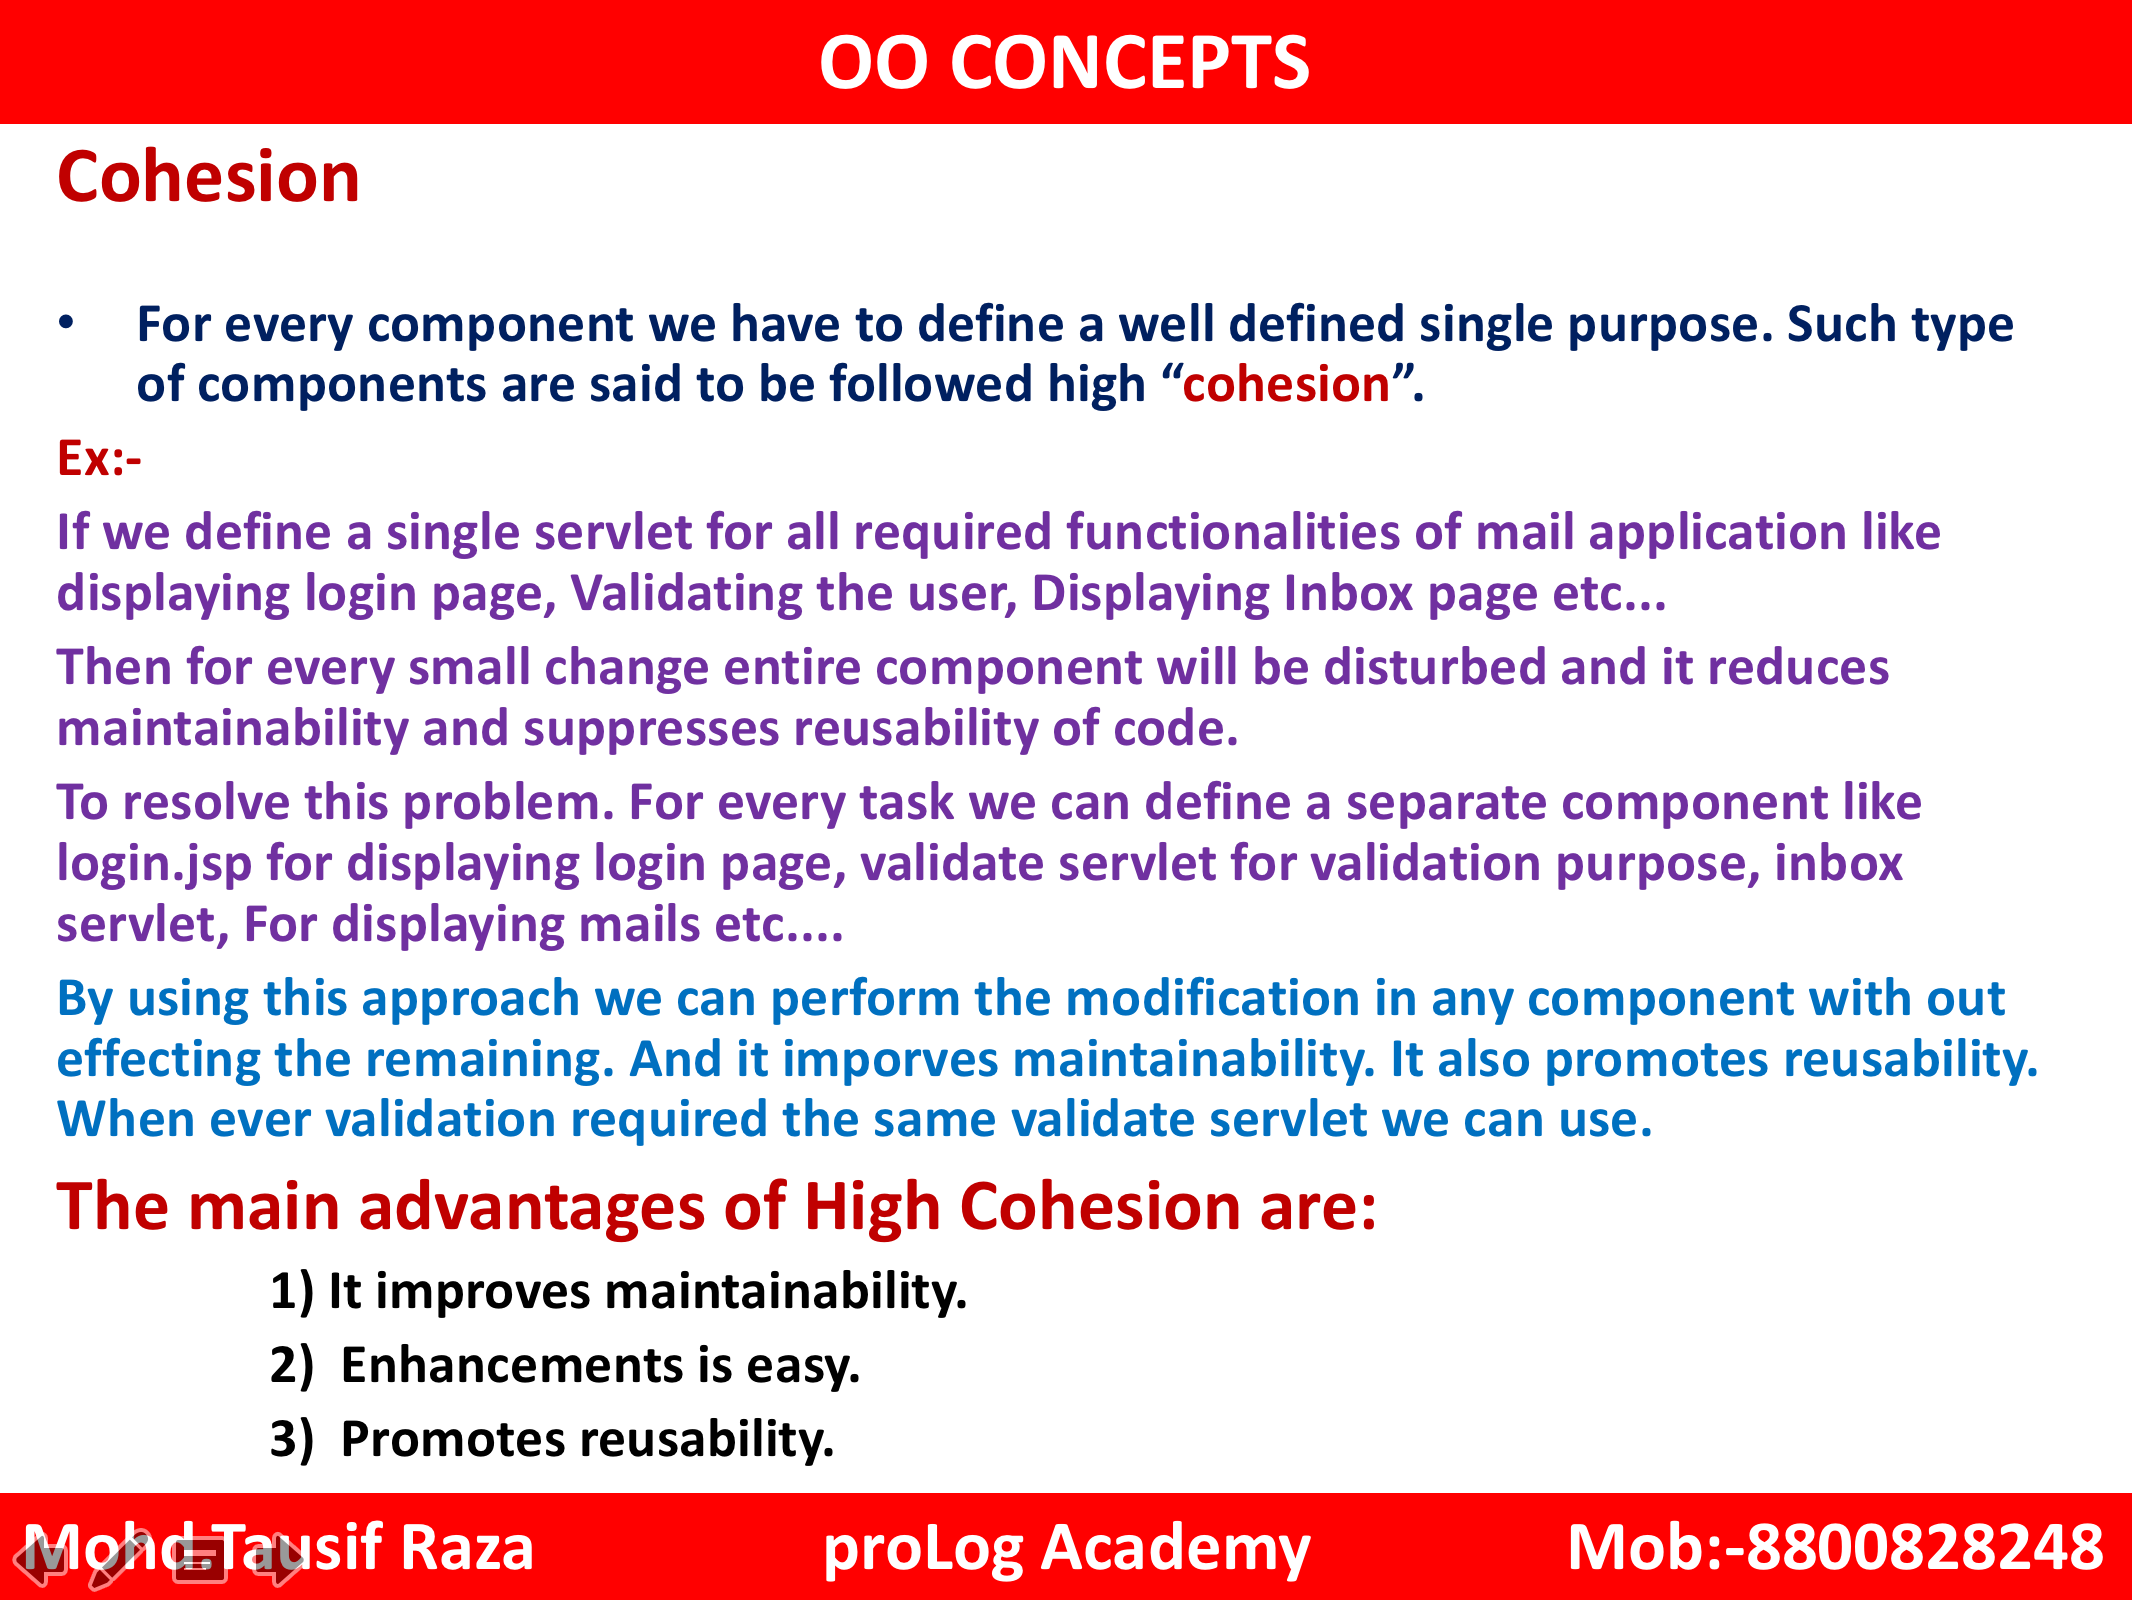 OO CONCEPTS
Cohesion
• For every component we have to define a well defined single purpose. Such type
of components are said to be followed high “cohesion”.
Ex:-
If we define a single servlet for all required functionalities of mail application like
displaying login page, Validating the user, Displaying Inbox page etc...
Then for every small change entire component will be disturbed and it reduces
maintainability and suppresses reusability of code.
To resolve this problem. For every task we can define a separate component like
login.jsp for displaying login page, validate servlet for validation purpose, inbox
servlet, For displaying mails etc....
By using this approach we can perform the modification in any component with out
effecting the remaining. And it imporves maintainability. It also promotes reusability.
When ever validation required the same validate servlet we can use.
The main advantages of High Cohesion are:
1) It improves maintainability.
2) Enhancements is easy.
3) Promotes reusability.
Mohd.Tausif Raza proLog Academy Mob:-8800828248